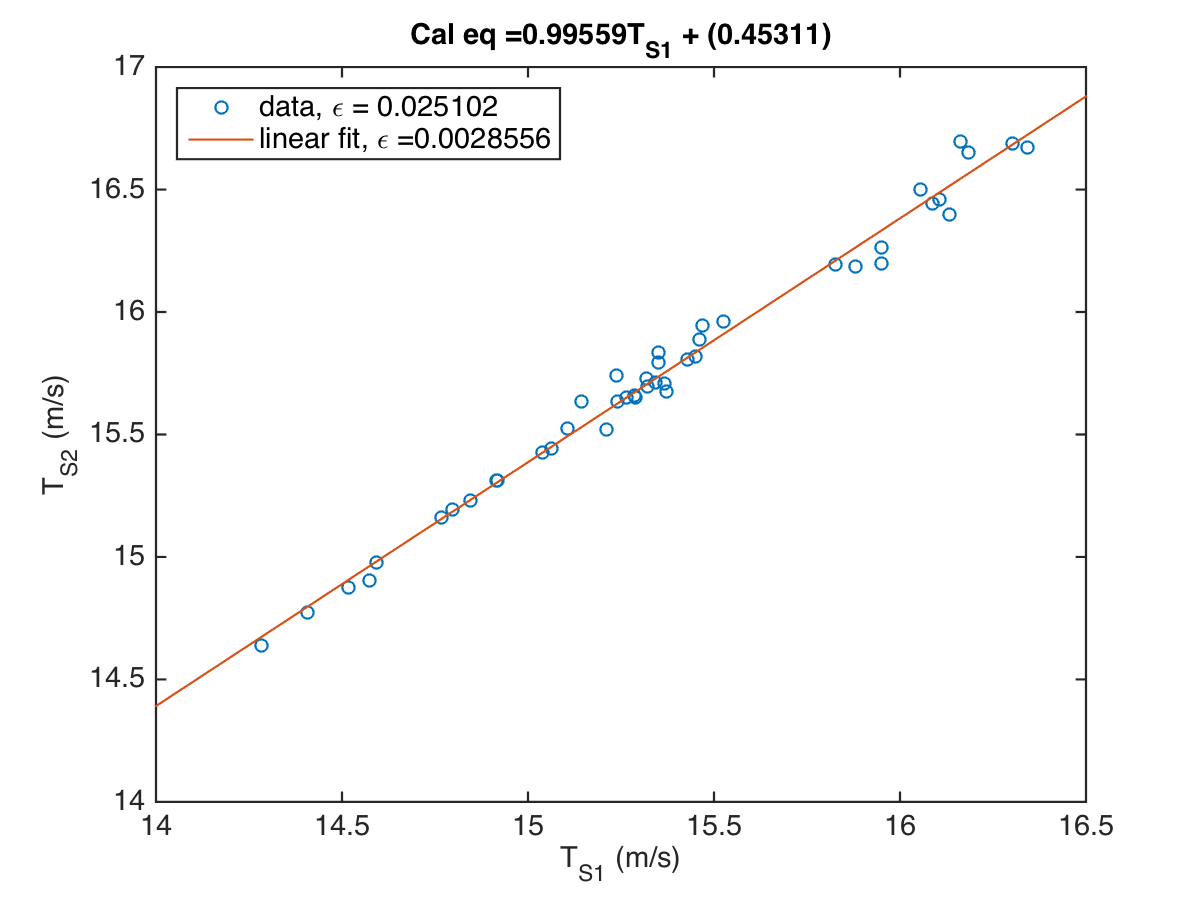 Cal eq =0.99559T_S1 + (0.45311)
17
data, ϵ = 0.025102
linear fit, ϵ =0.0028556
16.5
16
15.5
15
14.5
14
T_S2 (m/s)
14 14.5 15 15.5 16 16.5
T_S1 (m/s)